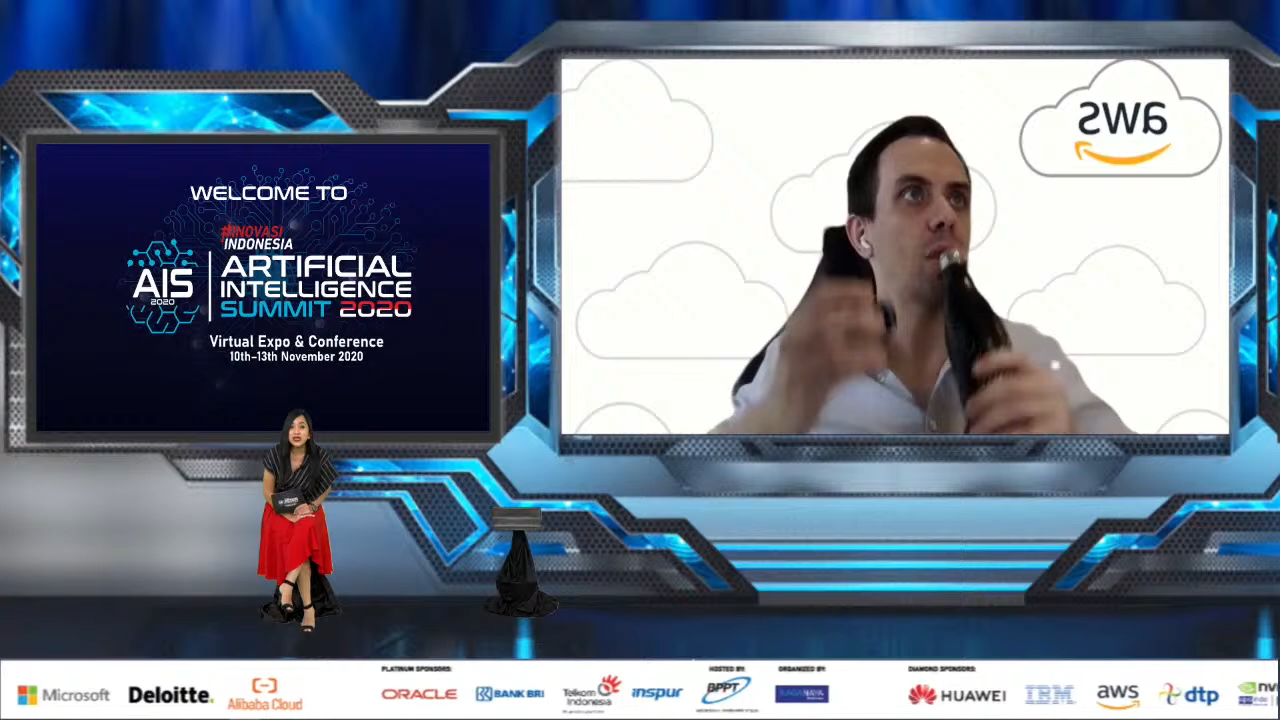 WELCOME TO
#INOVASI
INDONESIA
AIS
2020
ARTIFICIAL
INTELLIGENCE
SUMMIT 2020
Virtual Expo & Conference
10th-13th November 2020
aws
PLATINUM SPONSORS:
HOSTED BY:
ORGANIZED BY:
DIAMOND SPONSORS:
Microsoft
Deloitte.
Alibaba Cloud
ORACLE
BANK BRI
Telkom
Indonesia
inspur
BPPT
HUAWEI
IBM
aws
dtp